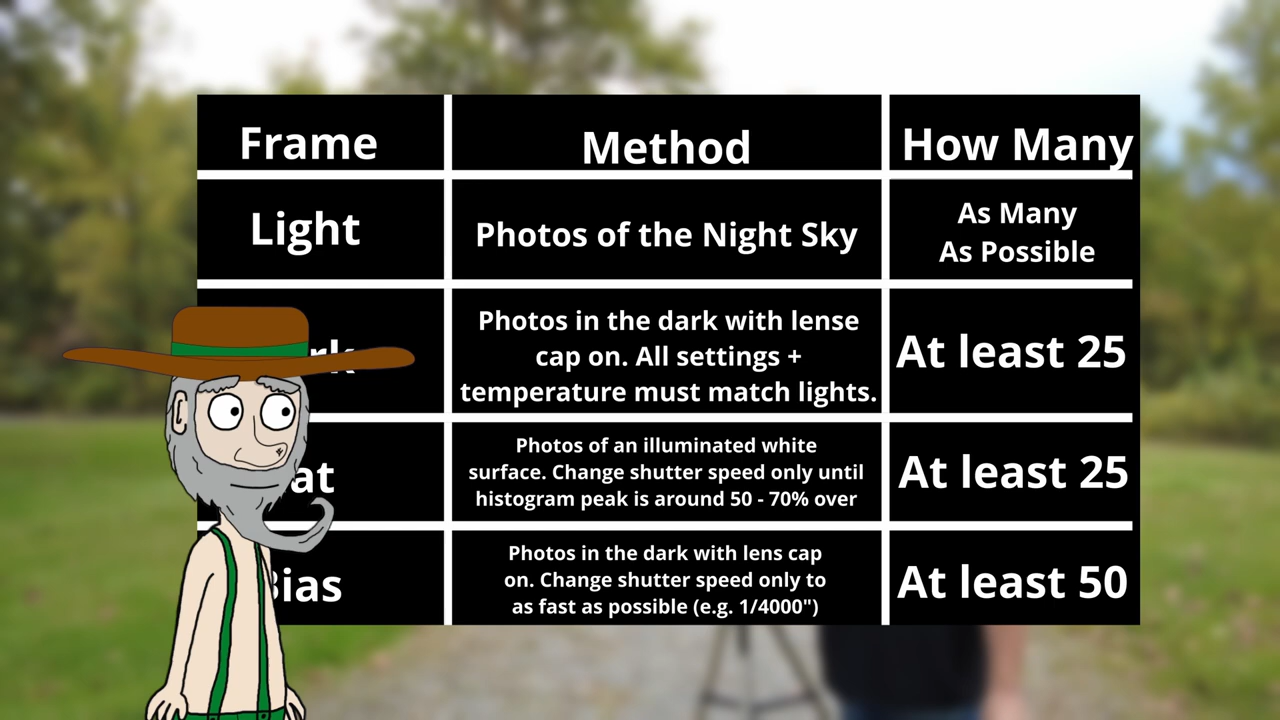 Frame Method How Many
Light
Photos of the Night Sky
As Many
As Possible
Photos in the dark with lense
cap on. All settings +
temperature must match lights.
At least 25
Photos of an illuminated white
surface. Change shutter speed only until
histogram peak is around 50 - 70% over
At least 25
Bias
Photos in the dark with lens cap
on. Change shutter speed only to
as fast as possible (e.g. 1/4000")
At least 50